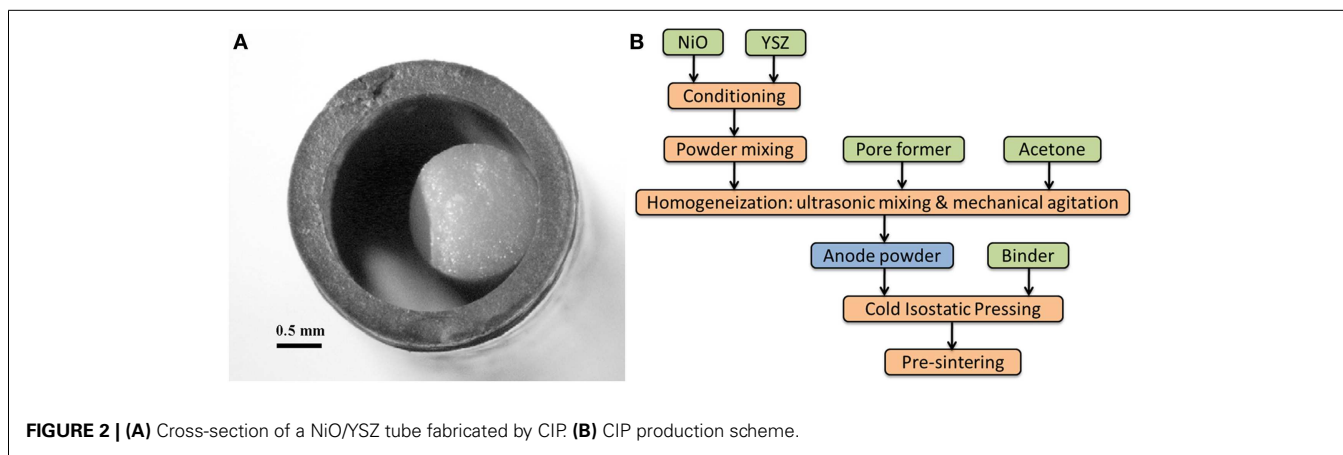 A
0.5 mm
B
NiO
YSZ
Conditioning
Powder mixing
Pore former
Acetone
Homogeneization: ultrasonic mixing & mechanical agitation
Anode powder
Binder
Cold Isostatic Pressing
Pre-sintering
FIGURE 2 | (A) Cross-section of a NiO/YSZ tube fabricated by CIP. (B) CIP production scheme.